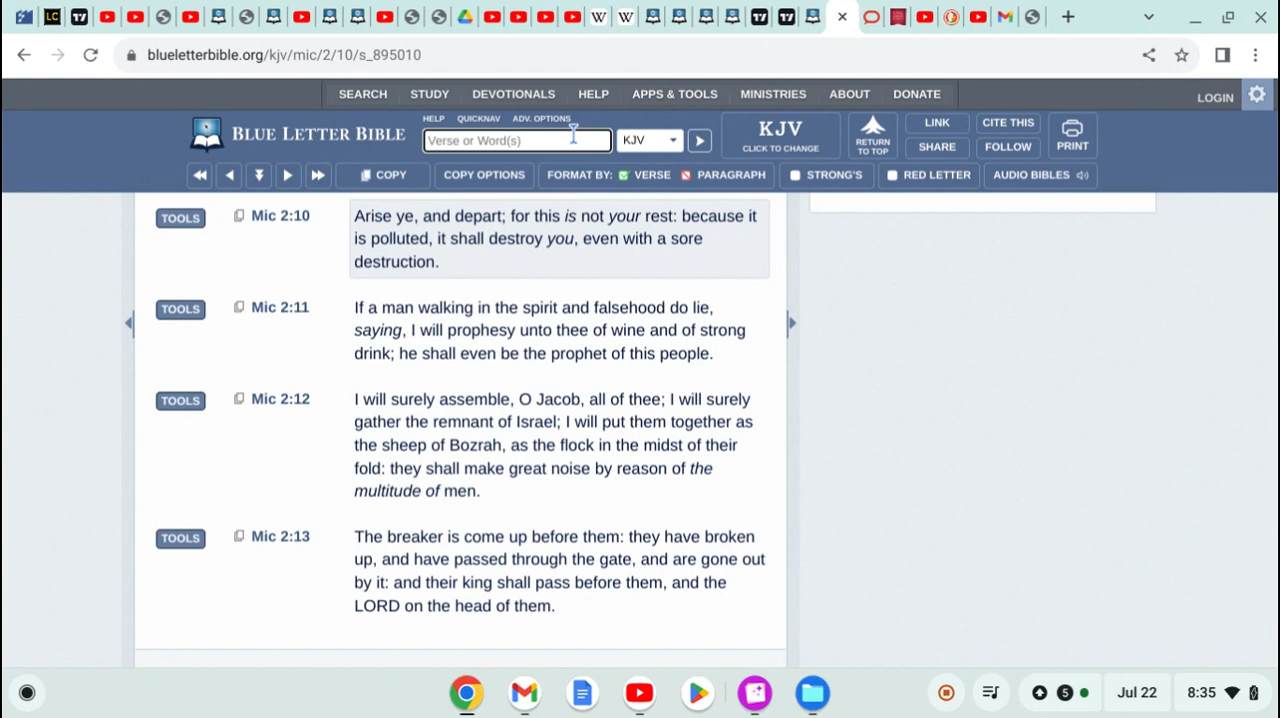 LC
17
W
W
17
17
blueletterbible.org/kjv/mic/2/10/s_895010
SEARCH STUDY DEVOTIONALS HELP APPS & TOOLS MINISTRIES ABOUT DONATE LOGIN
BLUE LETTER BIBLE
HELP QUICKNAV ADV. OPTIONS
Verse or Word(s)
KJV
KJV
CLICK TO CHANGE
RETURN
TO TOP
LINK CITE THIS
SHARE FOLLOW
PRINT
COPY COPY OPTIONS FORMAT BY: VERSE PARAGRAPH STRONG'S RED LETTER AUDIO BIBLES
TOOLS Mic 2:10 Arise ye, and depart; for this is not your rest: because it
is polluted, it shall destroy you, even with a sore
destruction.
TOOLS Mic 2:11 If a man walking in the spirit and falsehood do lie,
saying, I will prophesy unto thee of wine and of strong
drink; he shall even be the prophet of this people.
TOOLS Mic 2:12 I will surely assemble, O Jacob, all of thee; I will surely
gather the remnant of Israel; I will put them together as
the sheep of Bozrah, as the flock in the midst of their
fold: they shall make great noise by reason of the
multitude of men.
TOOLS Mic 2:13 The breaker is come up before them: they have broken
up, and have passed through the gate, and are gone out
by it: and their king shall pass before them, and the
LORD on the head of them.
5 Jul 22 8:35